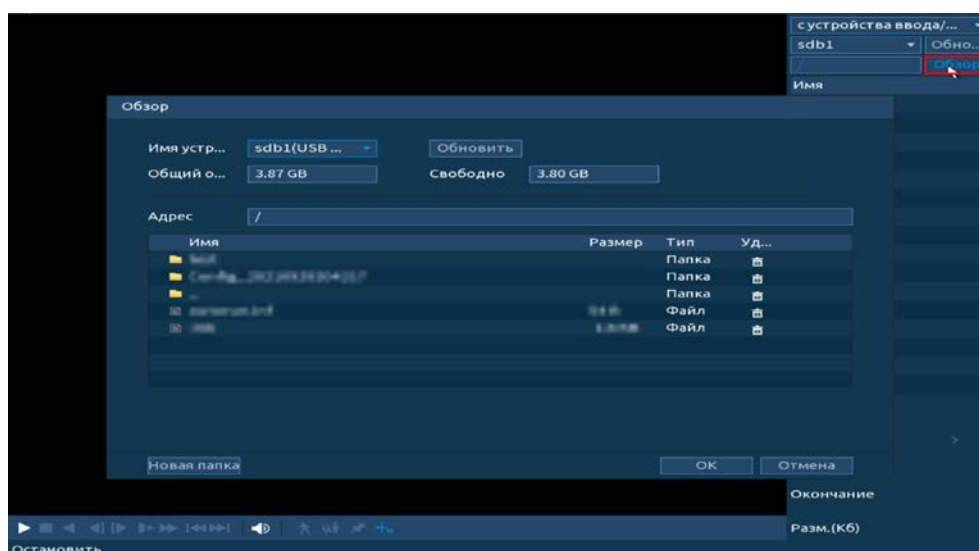 с устройства ввода/...
sdb1 Обно...
/ Обзор
Имя
Обзор
Имя устр... sdb1(USB ... Обновить
Общий о... 3.87 GB Свободно 3.80 GB
Адрес /
Имя Размер Тип Уд...
Папка
Папка
.. Папка
Файл
Файл
Новая папка OK Отмена
Окончание
Разм.(Кб)
Остановить